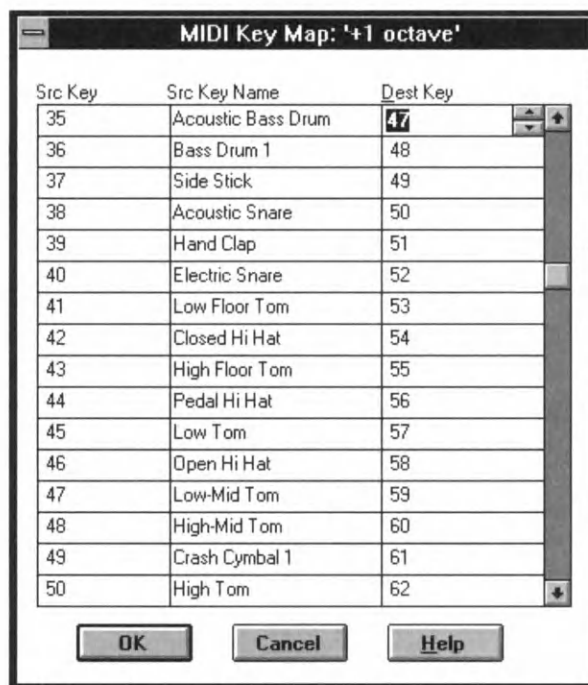 MIDI Key Map: '+1 octave'
Src Key Src Key Name Dest Key
35 Acoustic Bass Drum 47
36 Bass Drum 1 48
37 Side Stick 49
38 Acoustic Snare 50
39 Hand Clap 51
40 Electric Snare 52
41 Low Floor Tom 53
42 Closed Hi Hat 54
43 High Floor Tom 55
44 Pedal Hi Hat 56
45 Low Tom 57
46 Open Hi Hat 58
47 Low-Mid Tom 59
48 High-Mid Tom 60
49 Crash Cymbal 1 61
50 High Tom 62
OK Cancel Help